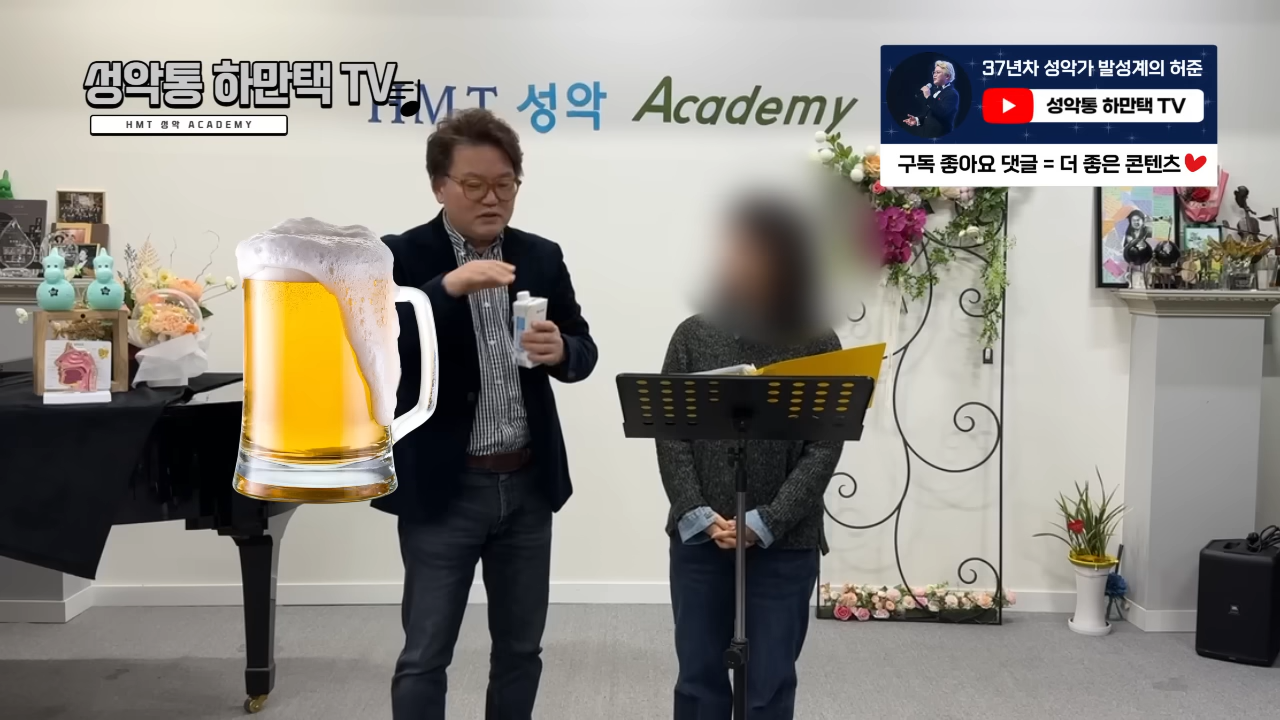 성악통 하만택 TV
HMT 성악 ACADEMY
HMT 성악 Academy
37년차 성악가 발성계의 허준
성악통 하만택 TV
구독 좋아요 댓글 = 더 좋은 콘텐츠
JBL